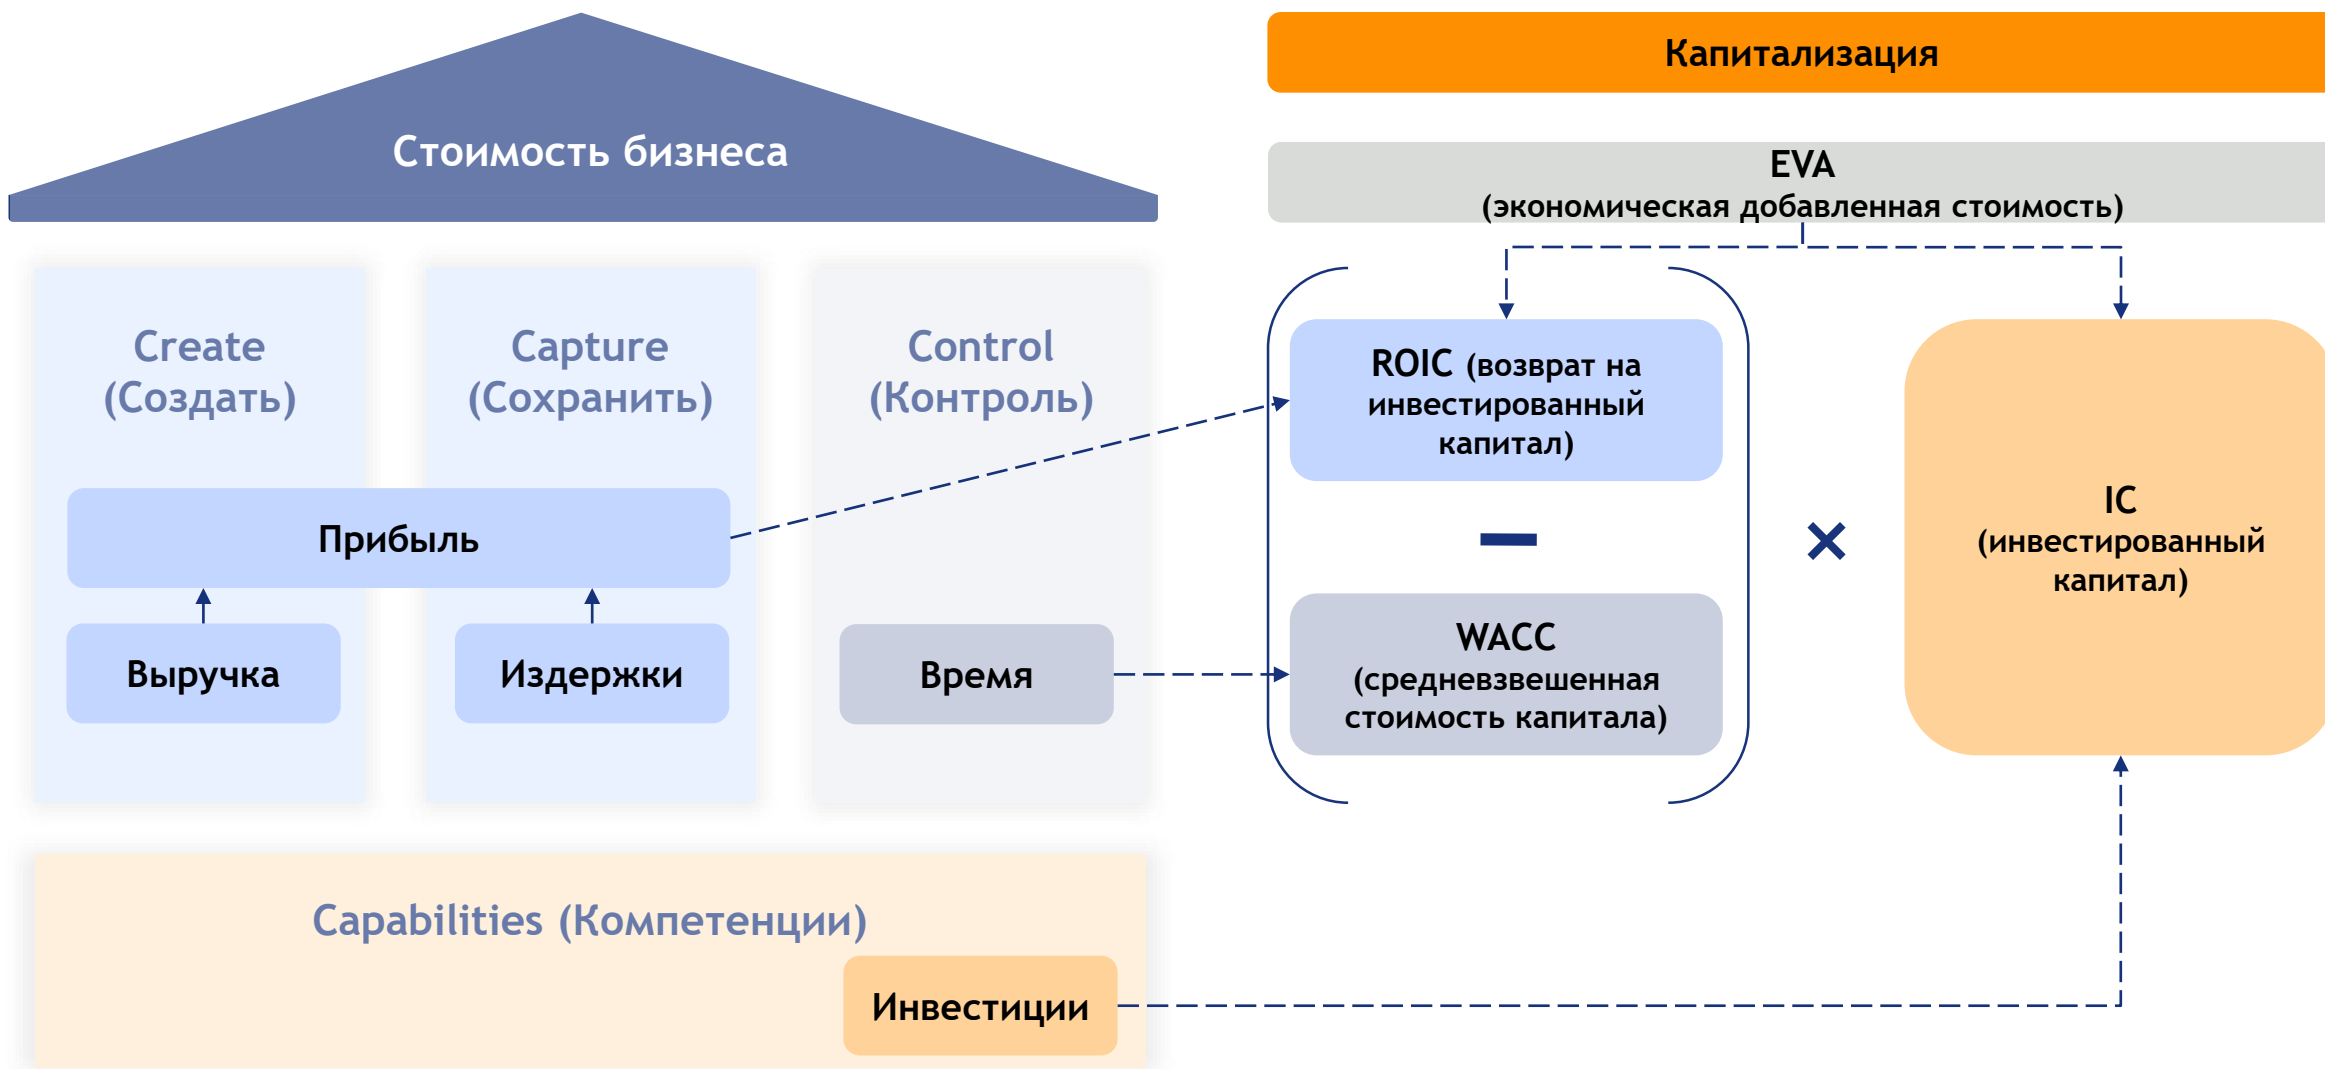 Стоимость бизнеса
Create
(Создать)
Capture
(Сохранить)
Control
(Контроль)
Прибыль
Выручка
Издержки
Время
Capabilities (Компетенции)
Инвестиции
Капитализация
EVA
(экономическая добавленная стоимость)
ROIC (возврат на
инвестированный
капитал)
WACC
(средневзвешенная
стоимость капитала)
IC
(инвестированный
капитал)